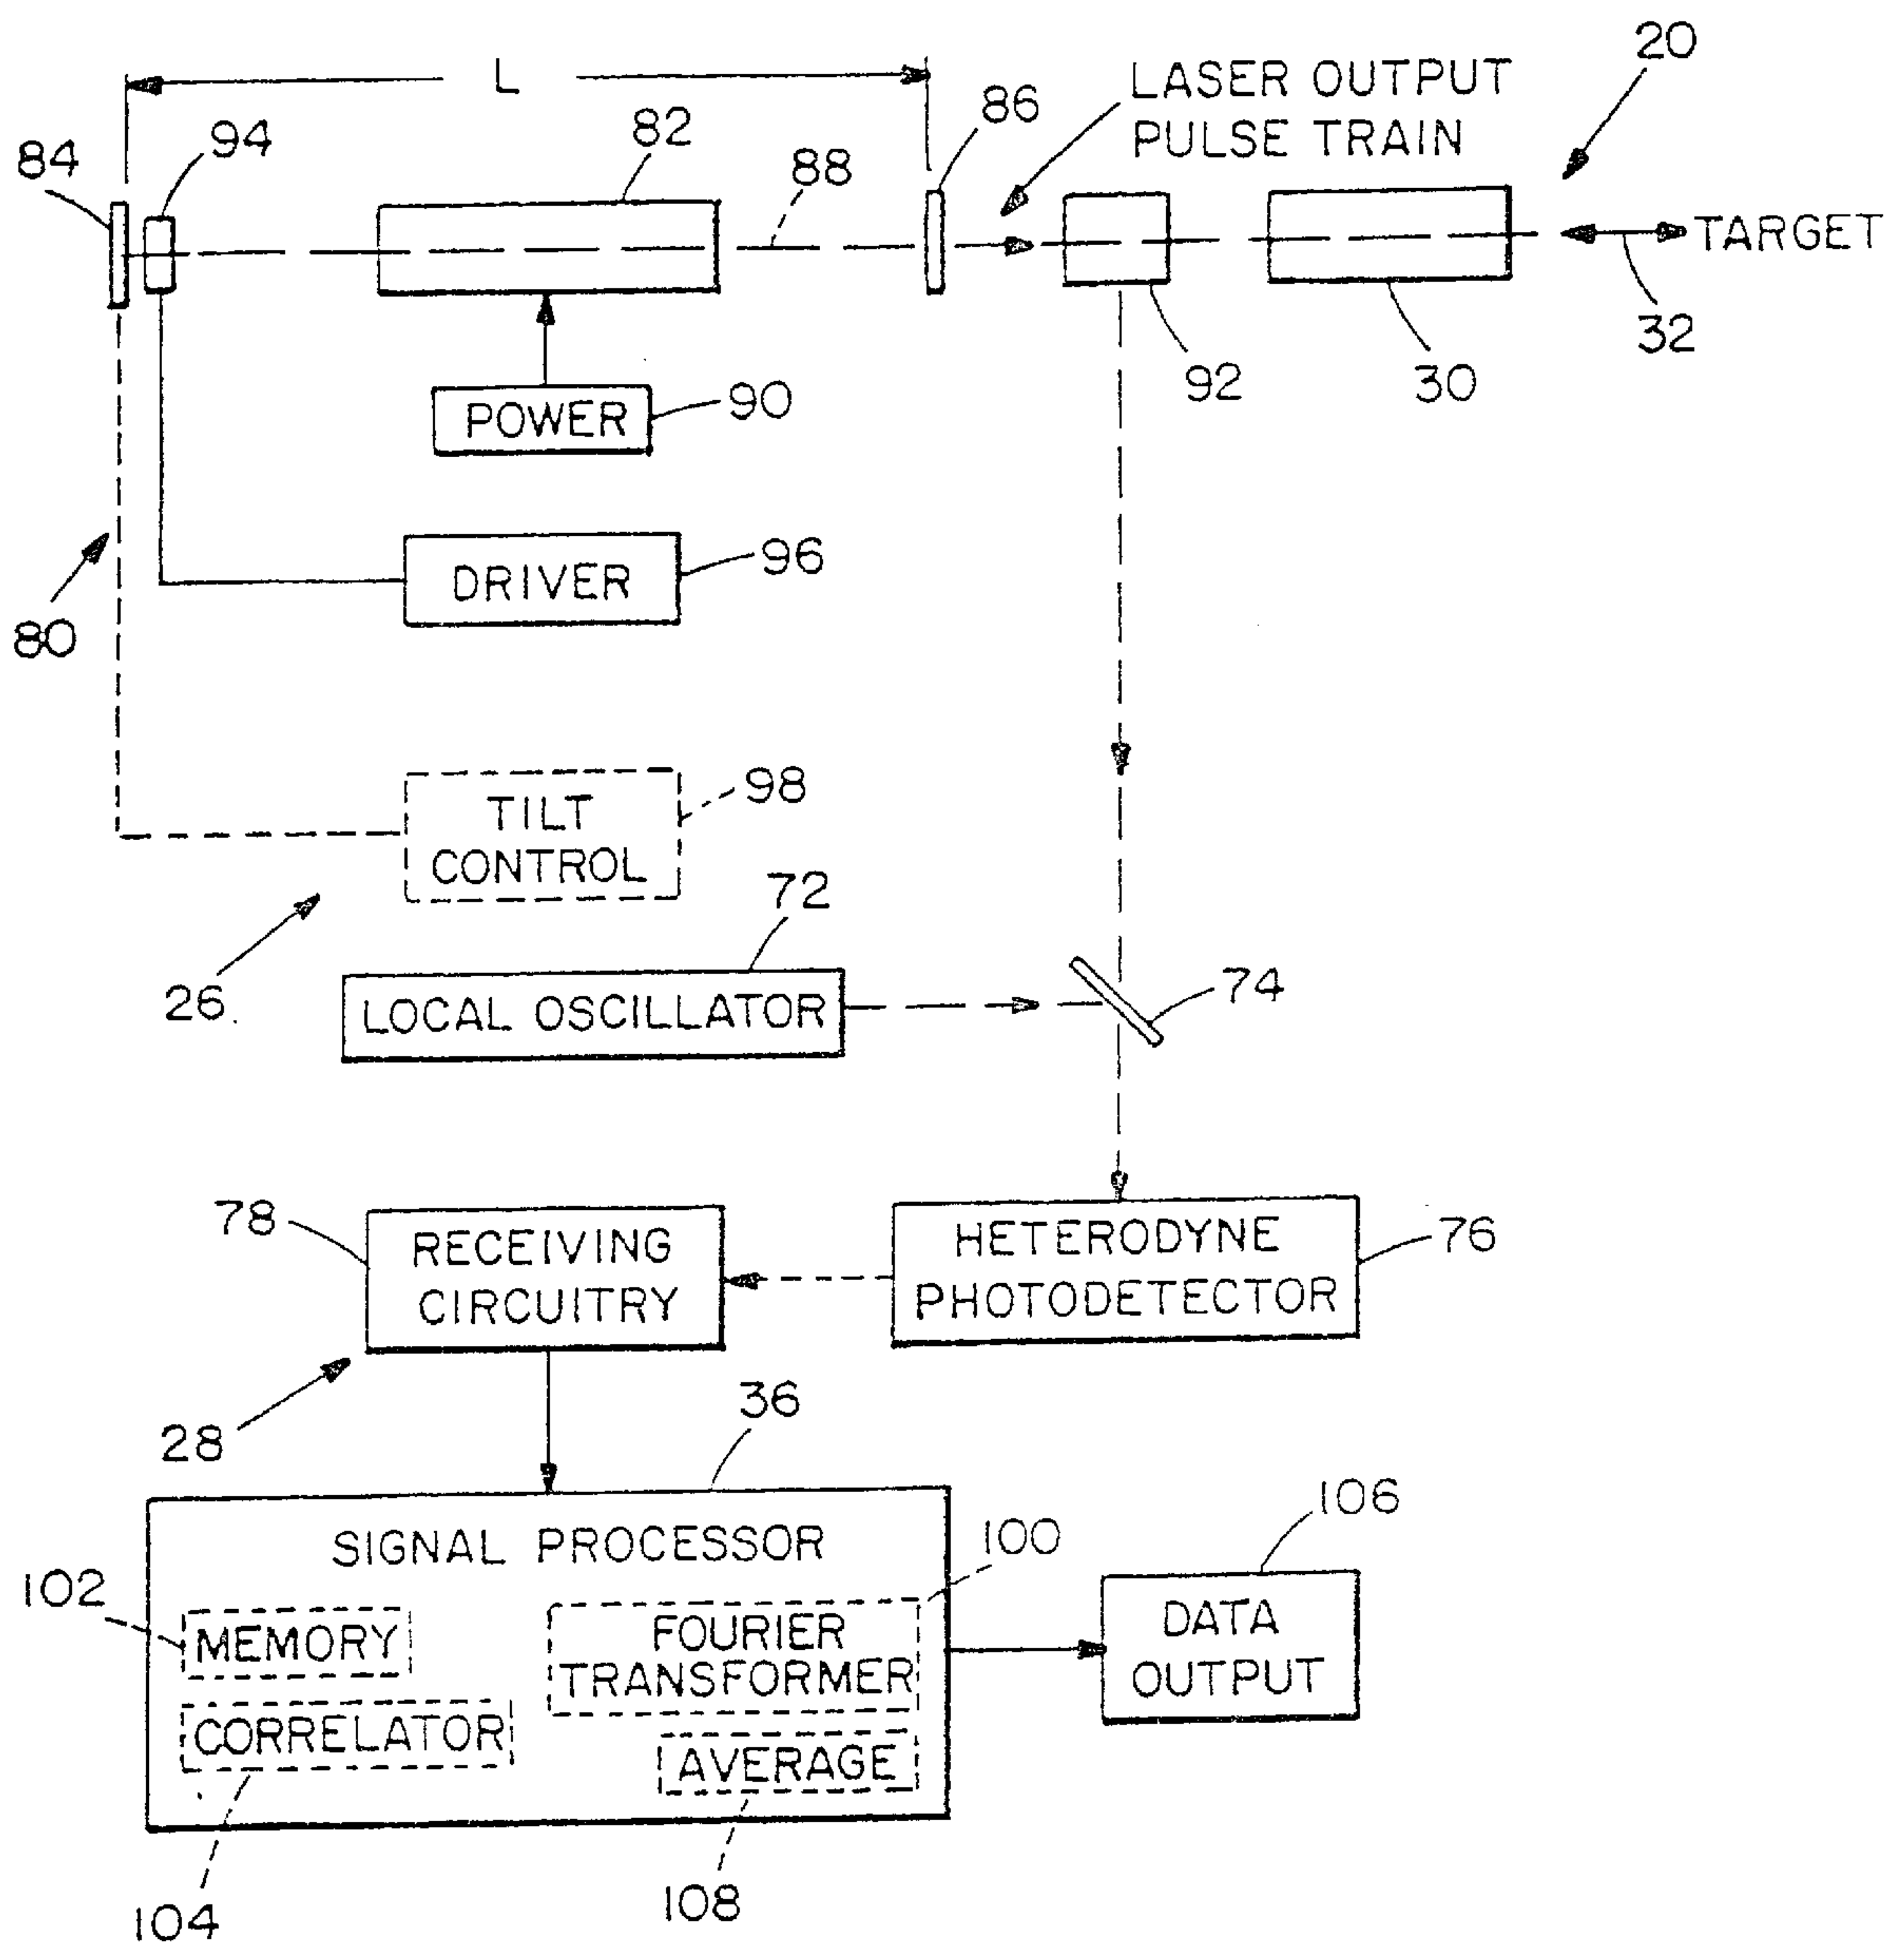 20
L
LASER OUTPUT
PULSE TRAIN
86
94
82
84
88
TARGET
32
92
30
POWER
90
DRIVER
96
80
TILT
CONTROL
98
72
26
LOCAL OSCILLATOR
74
78
RECEIVING
CIRCUITRY
HETERODYNE
PHOTODETECTOR
76
28
36
SIGNAL PROCESSOR
100
106
102
MEMORY
FOURIER
TRANSFORMER
DATA
OUTPUT
CORRELATOR
AVERAGE
104
108